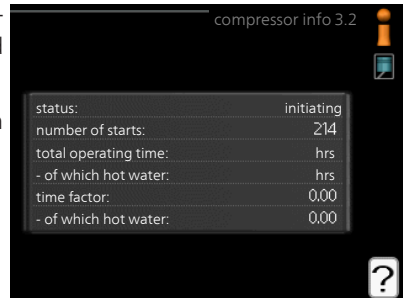 compressor info 3.2
status: initiating
number of starts: 214
total operating time: hrs
- of which hot water: hrs
time factor: 0.00
- of which hot water: 0.00
?